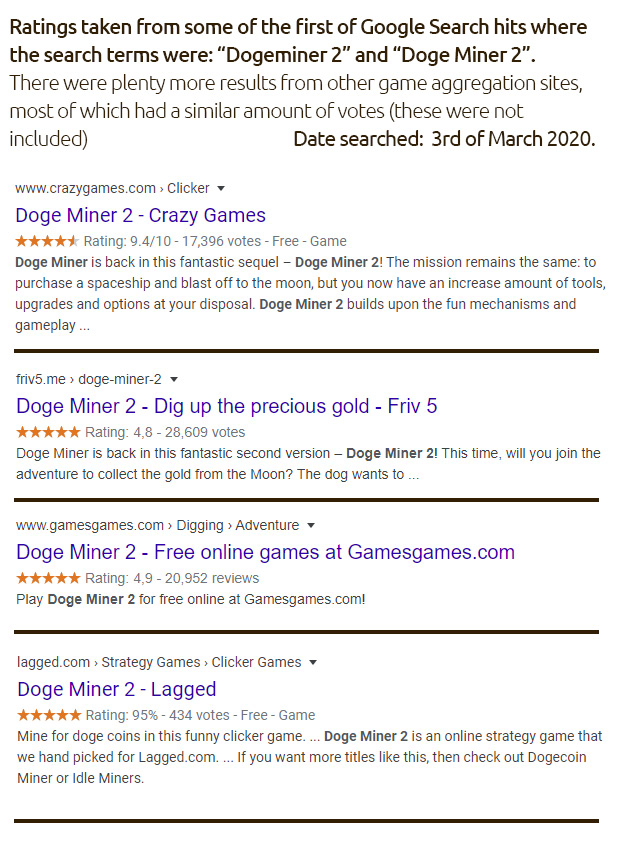 Ratings taken from some of the first of Google Search hits where
the search terms were: “Dogeminer 2” and “Doge Miner 2”.
There were plenty more results from other game aggregation sites,
most of which had a similar amount of votes (these were not
included) Date searched: 3rd of March 2020.
www.crazygames.com › Clicker
Doge Miner 2 - Crazy Games
Rating: 9.4/10 - 17,396 votes - Free - Game
Doge Miner is back in this fantastic sequel – Doge Miner 2! The mission remains the same: to
purchase a spaceship and blast off to the moon, but you now have an increase amount of tools,
upgrades and options at your disposal. Doge Miner 2 builds upon the fun mechanisms and
gameplay ...
friv5.me › doge-miner-2
Doge Miner 2 - Dig up the precious gold - Friv 5
Rating: 4,8 - 28,609 votes
Doge Miner is back in this fantastic second version – Doge Miner 2! This time, will you join the
adventure to collect the gold from the Moon? The dog wants to ...
www.gamesgames.com › Digging › Adventure
Doge Miner 2 - Free online games at Gamesgames.com
Rating: 4,9 - 20,952 reviews
Play Doge Miner 2 for free online at Gamesgames.com!
lagged.com › Strategy Games › Clicker Games
Doge Miner 2 - Lagged
Rating: 95% - 434 votes - Free - Game
Mine for doge coins in this funny clicker game. ... Doge Miner 2 is an online strategy game that
we hand picked for Lagged.com. ... If you want more titles like this, then check out Dogecoin
Miner or Idle Miners.